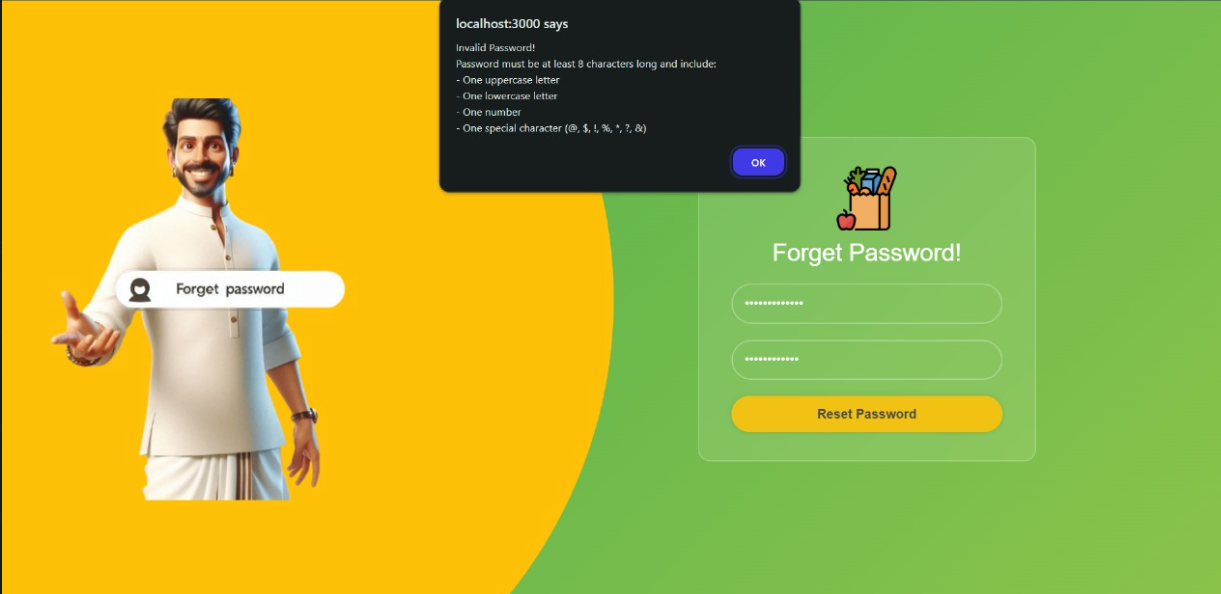 localhost:3000 says
Invalid Password!
Password must be at least 8 characters long and include:
- One uppercase letter
- One lowercase letter
- One number
- One special character (@, $, !, %, *, ?, &)
OK
Forget password
Forget Password!
Reset Password